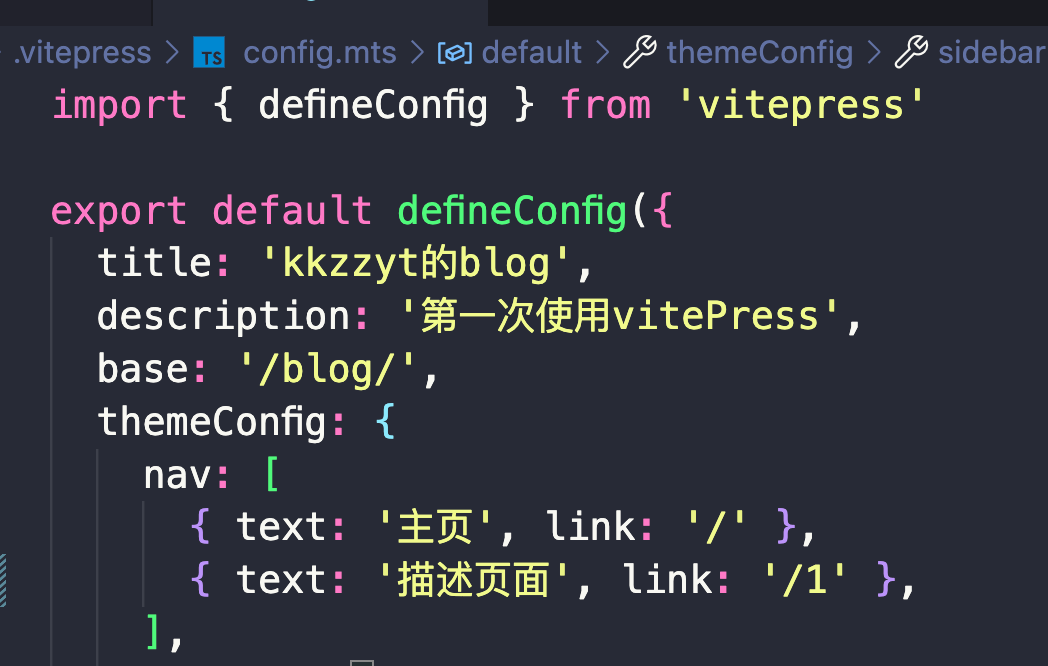 .vitepress > TS config.mts > default > themeConfig > sidebar
import { defineConfig } from 'vitepress'
export default defineConfig({
title: 'kkzzyt的blog',
description: '第一次使用vitePress',
base: '/blog/',
themeConfig: {
nav: [
{ text: '主页', link: '/' },
{ text: '描述页面', link: '/1' },
],